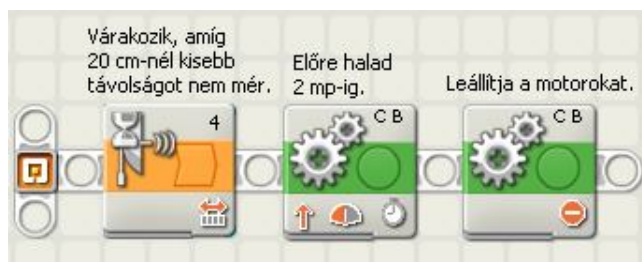 Várakozik, amíg
20 cm-nél kisebb
távolságot nem mér.
Előre halad
2 mp-ig.
Leállítja a motorokat.
4
C B
C B